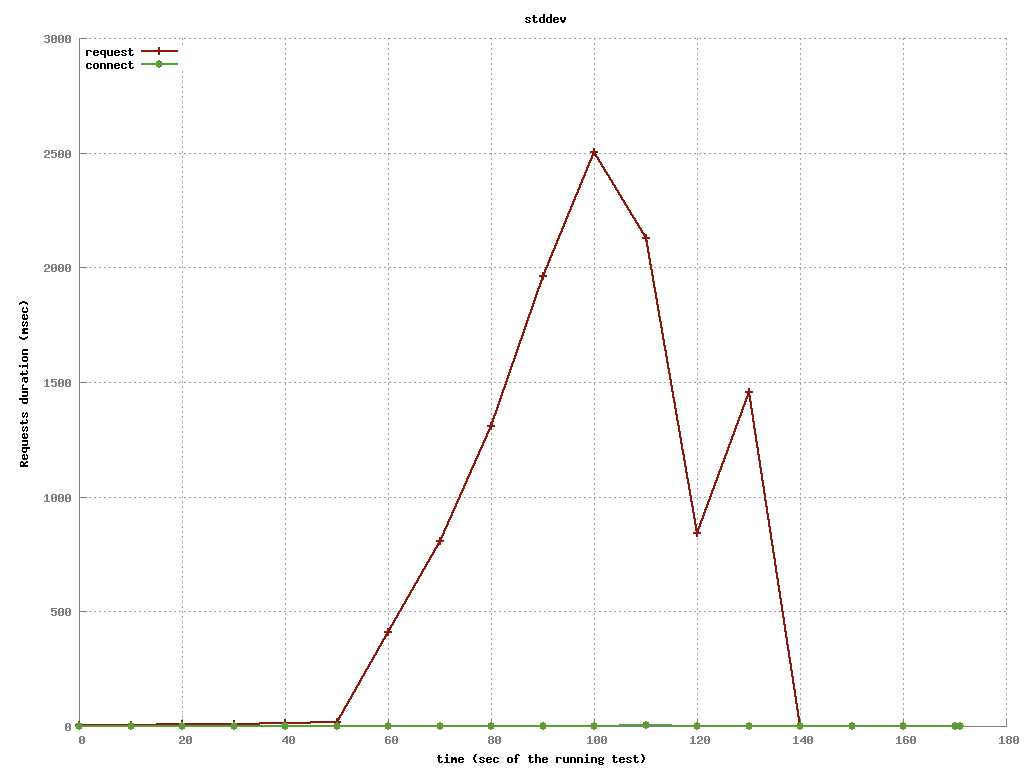 stddev
3000
request
connect
2500
2000
1500
1000
500
0
Requests duration (msec)
0 20 40 60 80 100 120 140 160 180
time (sec of the running test)